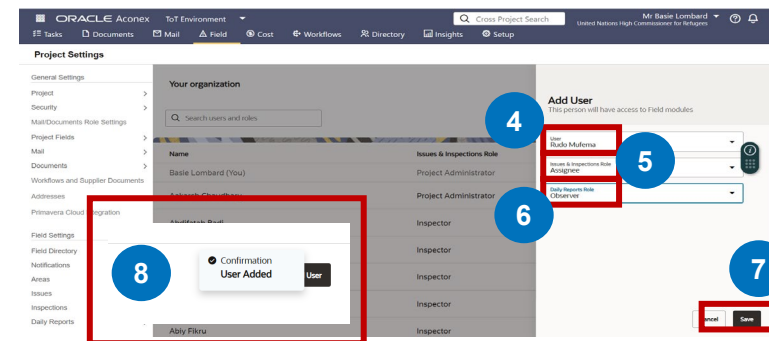 ORACLE Aconex ToT Environment Cross Project Search Mr Basie Lombard
United Nations High Commissioner for Refugees
Tasks Documents Mail Field Cost Workflows Directory Insights Setup
Project Settings
General Settings
Project
Security
Mail/Documents Role Settings
Project Fields
Mail
Documents
Workflows and Supplier Documents
Addresses
Primavera Cloud Integration
Field Settings
Field Directory
Notifications
Areas
Issues
Inspections
Daily Reports
Your organization
Search users and roles
Name Issues & Inspections Role
Basie Lombard (You) Project Administrator
Project Administrator
Inspector
Inspector
Inspector
Inspector
Abiy Fikru Inspector
8
Confirmation
User Added
User
Add User
This person will have access to Field modules.
4
User
Rudo Mufema
5
Issues & Inspections Role
Assignee
6
Daily Reports Role
Observer
7
Save